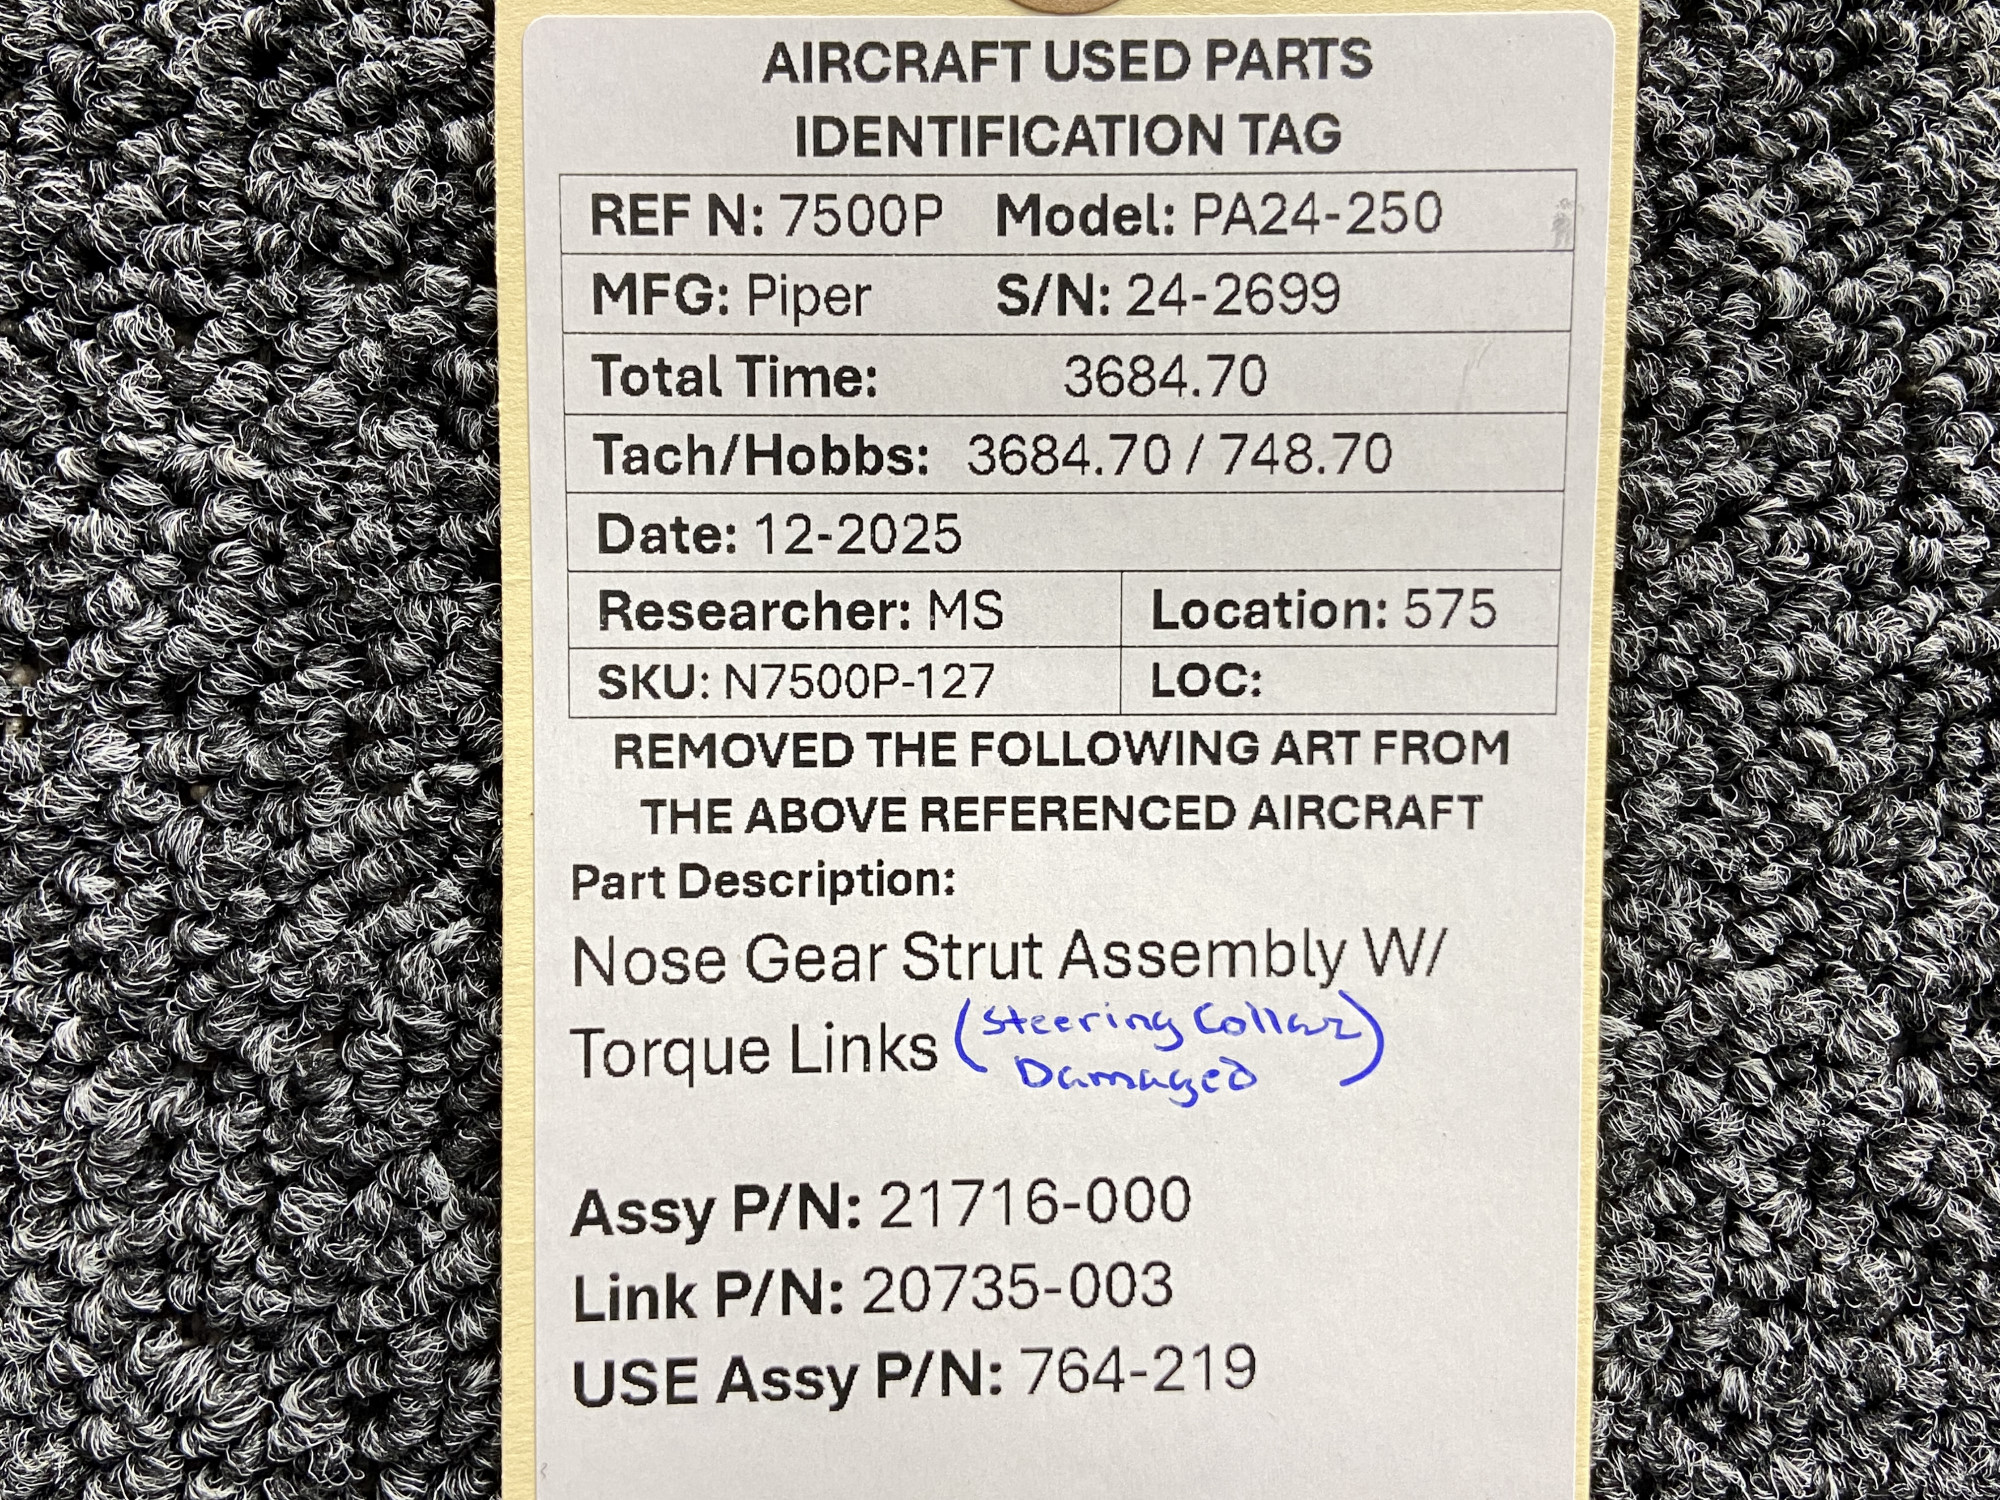 AIRCRAFT USED PARTS
IDENTIFICATION TAG
REF N: 7500P Model: PA24-250
MFG: Piper S/N: 24-2699
Total Time: 3684.70
Tach/Hobbs: 3684.70 / 748.70
Date: 12-2025
Researcher: MS Location: 575
SKU: N7500P-127 LOC:
REMOVED THE FOLLOWING ART FROM
THE ABOVE REFERENCED AIRCRAFT
Part Description:
Nose Gear Strut Assembly W/
Torque Links (Steering Collar
Damaged)
Assy P/N: 21716-000
Link P/N: 20735-003
USE Assy P/N: 764-219